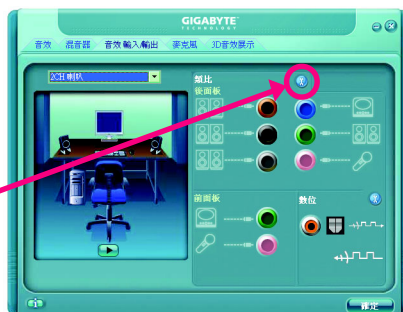 GIGABYTE
TECHNOLOGY
音效 混音器 音效輸入/輸出 麥克風 3D音效展示
2CH 喇叭
類比
後面板
前面板
數位
確定